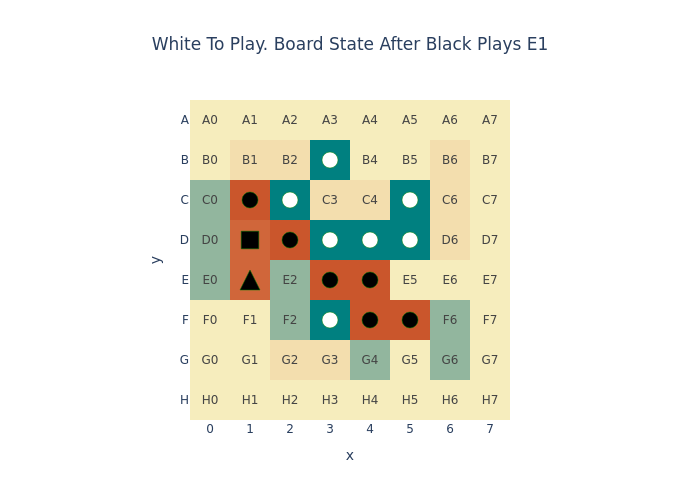 White To Play. Board State After Black Plays E1
A A0 A1 A2 A3 A4 A5 A6 A7
B B0 B1 B2 B4 B5 B6 B7
C C0 C3 C4 C6 C7
D D0 D6 D7
E E0 E2 E5 E6 E7
F F0 F1 F2 F6 F7
G G0 G1 G2 G3 G4 G5 G6 G7
H H0 H1 H2 H3 H4 H5 H6 H7
0 1 2 3 4 5 6 7
x
y